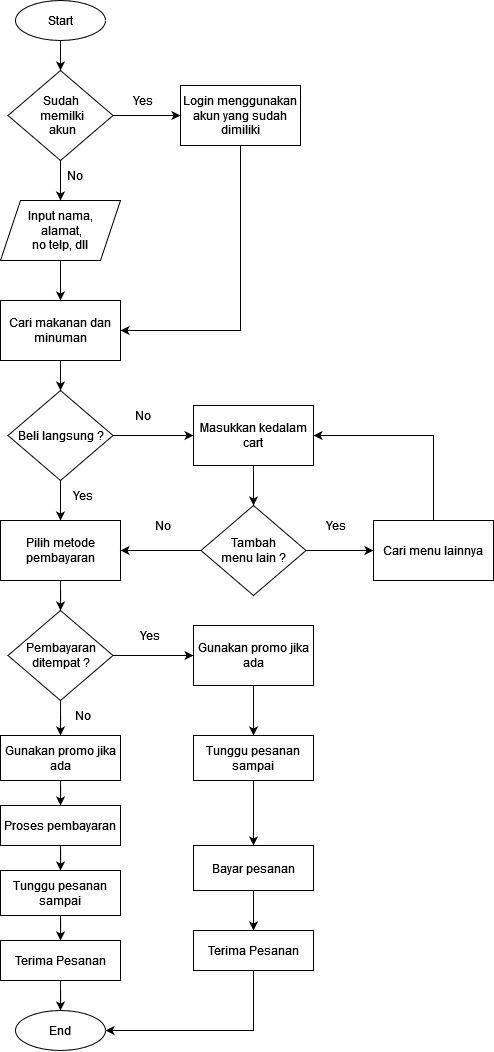 Start
Sudah
memilki
akun
Yes
Login menggunakan
akun yang sudah
dimiliki
No
Input nama,
alamat,
no telp, dll
Cari makanan dan
minuman
Beli langsung ?
No
Masukkan kedalam
cart
Yes
Pilih metode
pembayaran
No
Tambah
menu lain ?
Yes
Cari menu lainnya
Pembayaran
ditempat ?
Yes
Gunakan promo jika
ada
No
Gunakan promo jika
ada
Tunggu pesanan
sampai
Proses pembayaran
Bayar pesanan
Tunggu pesanan
sampai
Terima Pesanan
Terima Pesanan
End